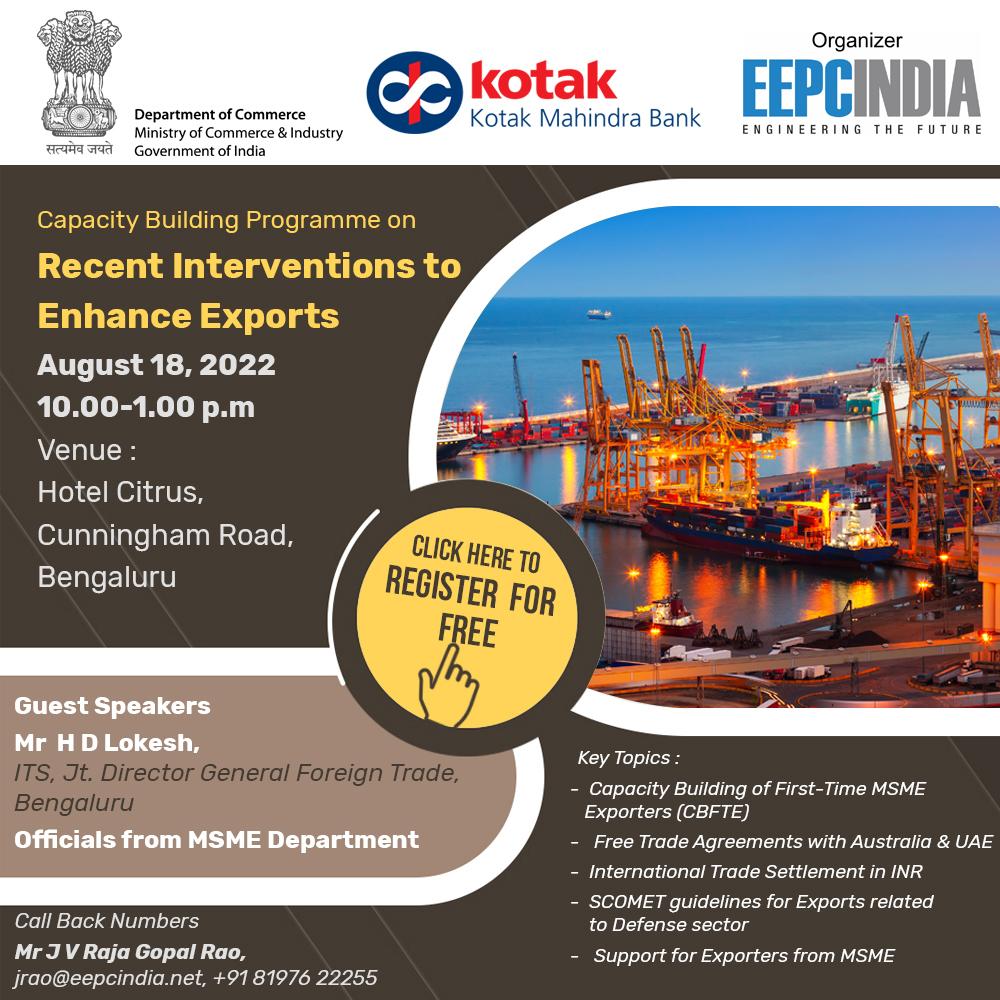 सत्यमेव जयते
Department of Commerce
Ministry of Commerce & Industry
Government of India
kotak
Kotak Mahindra Bank
Organizer
EEPCINDIA
ENGINEERING THE FUTURE
Capacity Building Programme on
Recent Interventions to
Enhance Exports
August 18, 2022
10.00-1.00 p.m
Venue :
Hotel Citrus,
Cunningham Road,
Bengaluru
CLICK HERE TO
REGISTER FOR
FREE
Guest Speakers
Mr H D Lokesh,
ITS, Jt. Director General Foreign Trade,
Bengaluru
Officials from MSME Department
Call Back Numbers
Mr J V Raja Gopal Rao,
jrao@eepcindia.net, +91 81976 22255
Key Topics :
- Capacity Building of First-Time MSME
Exporters (CBFTE)
- Free Trade Agreements with Australia & UAE
- International Trade Settlement in INR
- SCOMET guidelines for Exports related
to Defense sector
- Support for Exporters from MSME